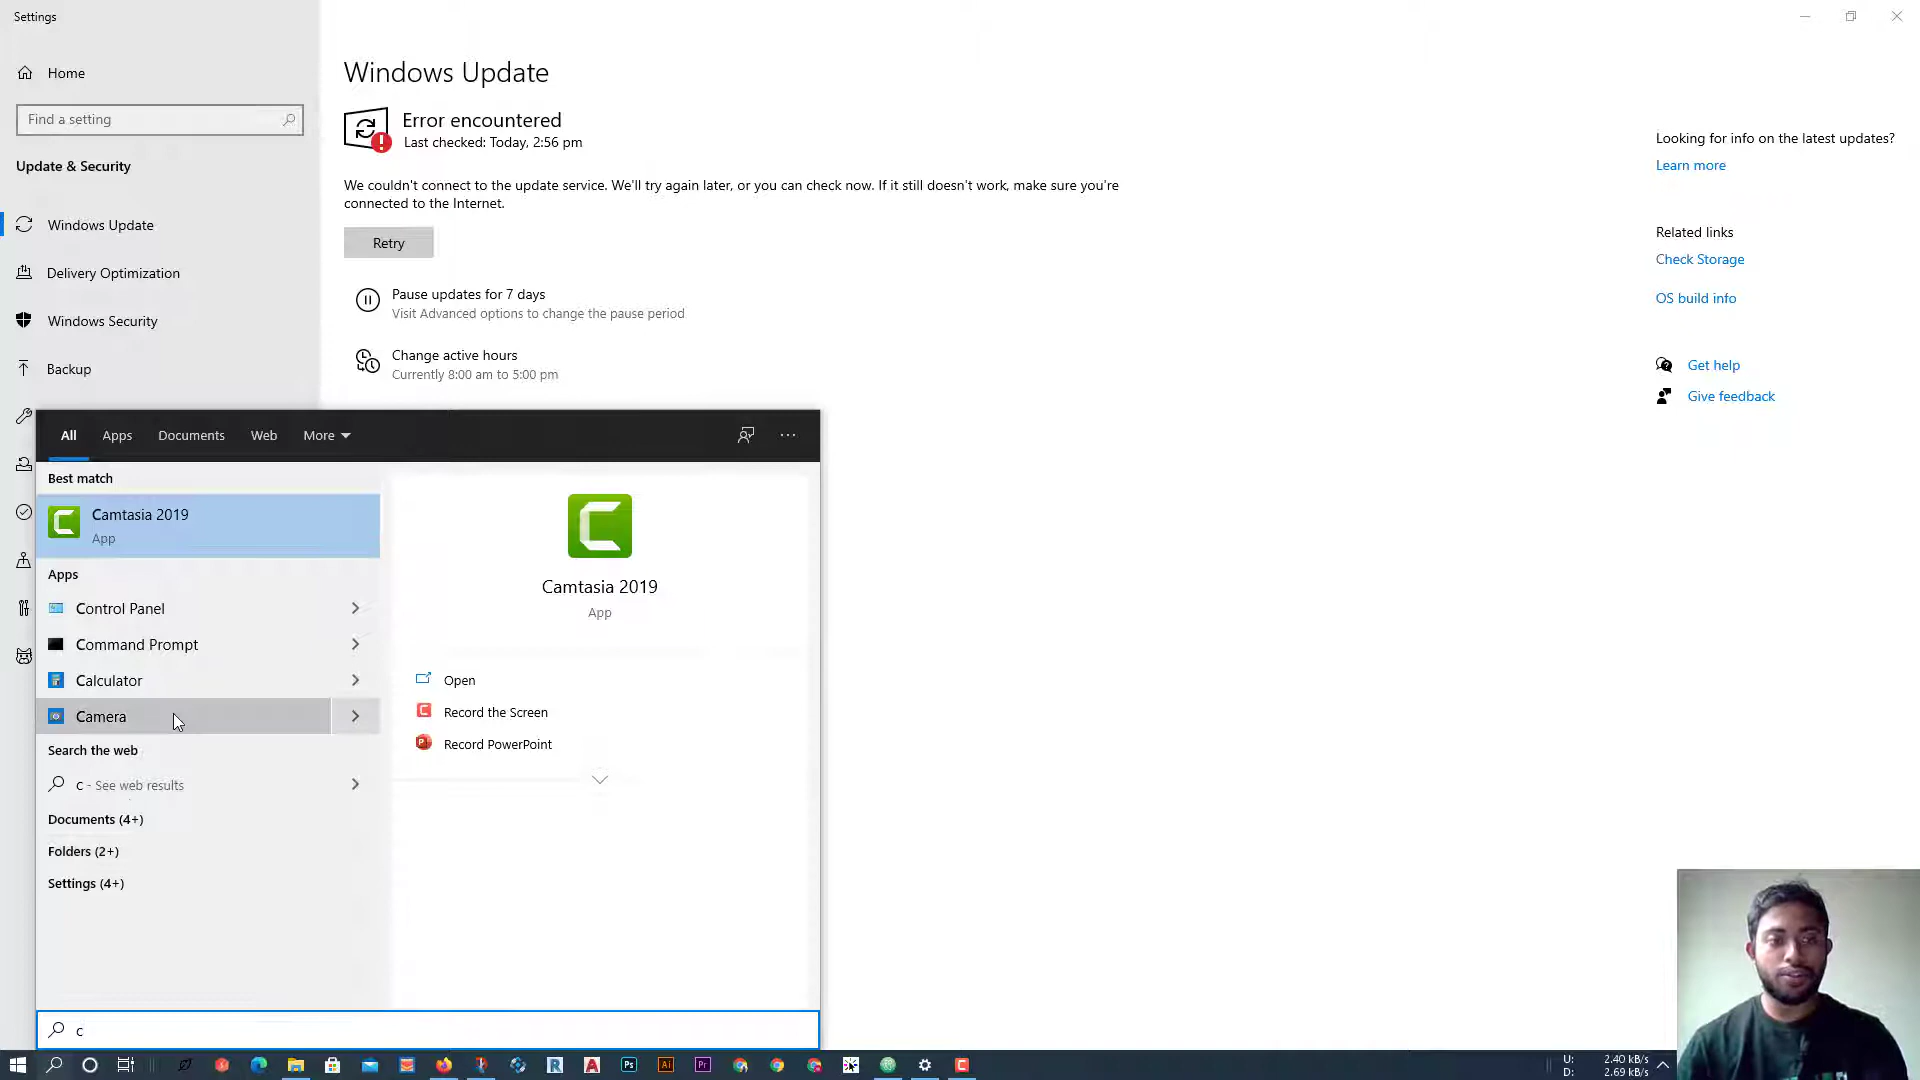 Settings
Home
Find a setting
Update & Security
Windows Update
Delivery Optimization
Windows Security
Backup
Windows Update
Error encountered
Last checked: Today, 2:56 pm
We couldn't connect to the update service. We'll try again later, or you can check now. If it still doesn't work, make sure you're
connected to the Internet.
Retry
Pause updates for 7 days
Visit Advanced options to change the pause period
Change active hours
Currently 8:00 am to 5:00 pm
Looking for info on the latest updates?
Learn more
Related links
Check Storage
OS build info
Get help
Give feedback
All Apps Documents Web More
Best match
Camtasia 2019
App
Apps
Control Panel
Command Prompt
Calculator
Camera
Search the web
c - See web results
Documents (4+)
Folders (2+)
Settings (4+)
Camtasia 2019
App
Open
Record the Screen
Record PowerPoint
c
R A Ps Ai Pr
U: 2.40 kB/s
D: 2.69 kB/s